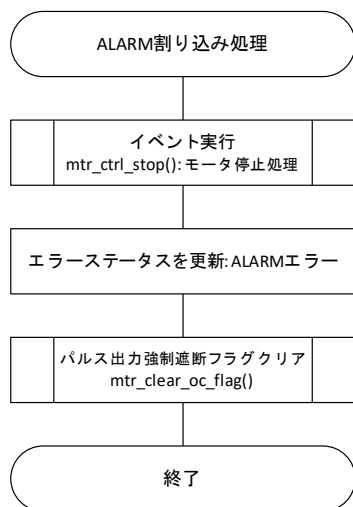 ALARM割り込み処理
イベント実行
mtr_ctrl_stop(): モータ停止処理
エラーステータスを更新: ALARMエラー
パルス出力強制遮断フラグクリア
mtr_clear_oc_flag()
終了